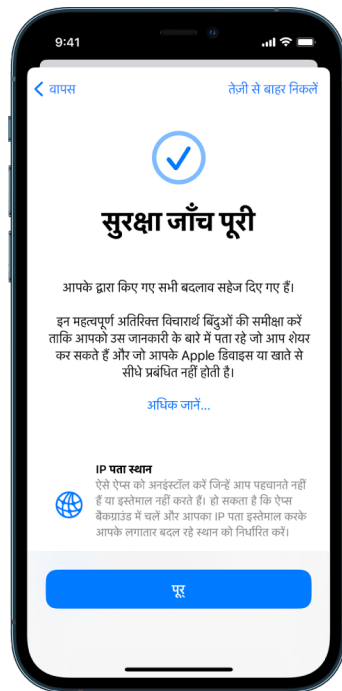 9:41
वापस
तेज़ी से बाहर निकलें
सुरक्षा जाँच पूरी
आपके द्वारा किए गए सभी बदलाव सहेज दिए गए हैं।
इन महत्वपूर्ण अतिरिक्त विचारार्थ बिंदुओं की समीक्षा करें
ताकि आपको उस जानकारी के बारे में पता रहे जो आप शेयर
कर सकते हैं और जो आपके Apple डिवाइस या खाते से
सीधे प्रबंधित नहीं होती है।
अधिक जानें...
IP पता स्थान
ऐसे ऐप्स को अनइंस्टॉल करें जिन्हें आप पहचानते नहीं
हैं या इस्तेमाल नहीं करते हैं। हो सकता है कि ऐप्स
बैकग्राउंड में चलें और आपका IP पता इस्तेमाल करके
आपके लगातार बदल रहे स्थान को निर्धारित करें।
पूर्